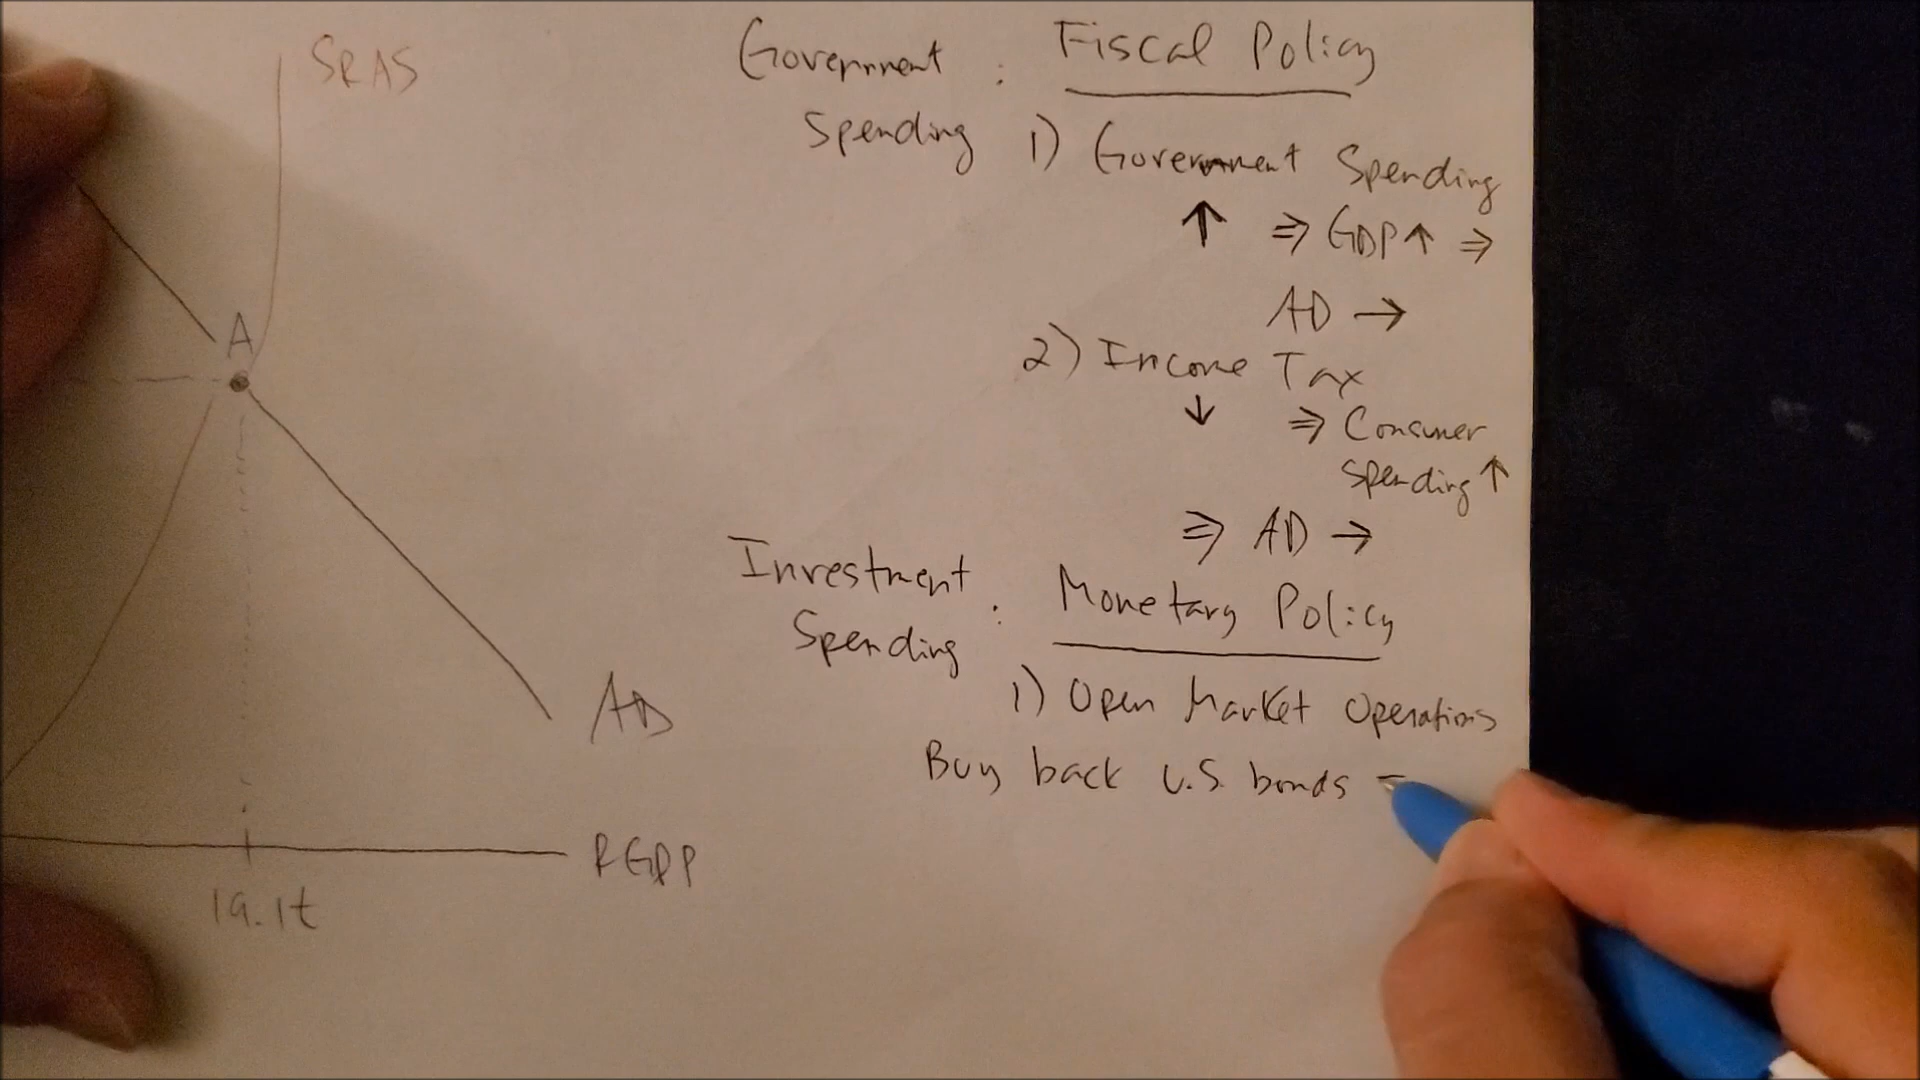 SRAS
A
AD
RGDP
19.1t
Government : Fiscal Policy
Spending 1) Government Spending
↑ ⇒ GDP↑ ⇒
AD →
2) Income Tax
↓ ⇒ Consumer
spending ↑
⇒ AD →
Investment : Monetary Policy
Spending
1) Open Market Operations
Buy back U.S. bonds